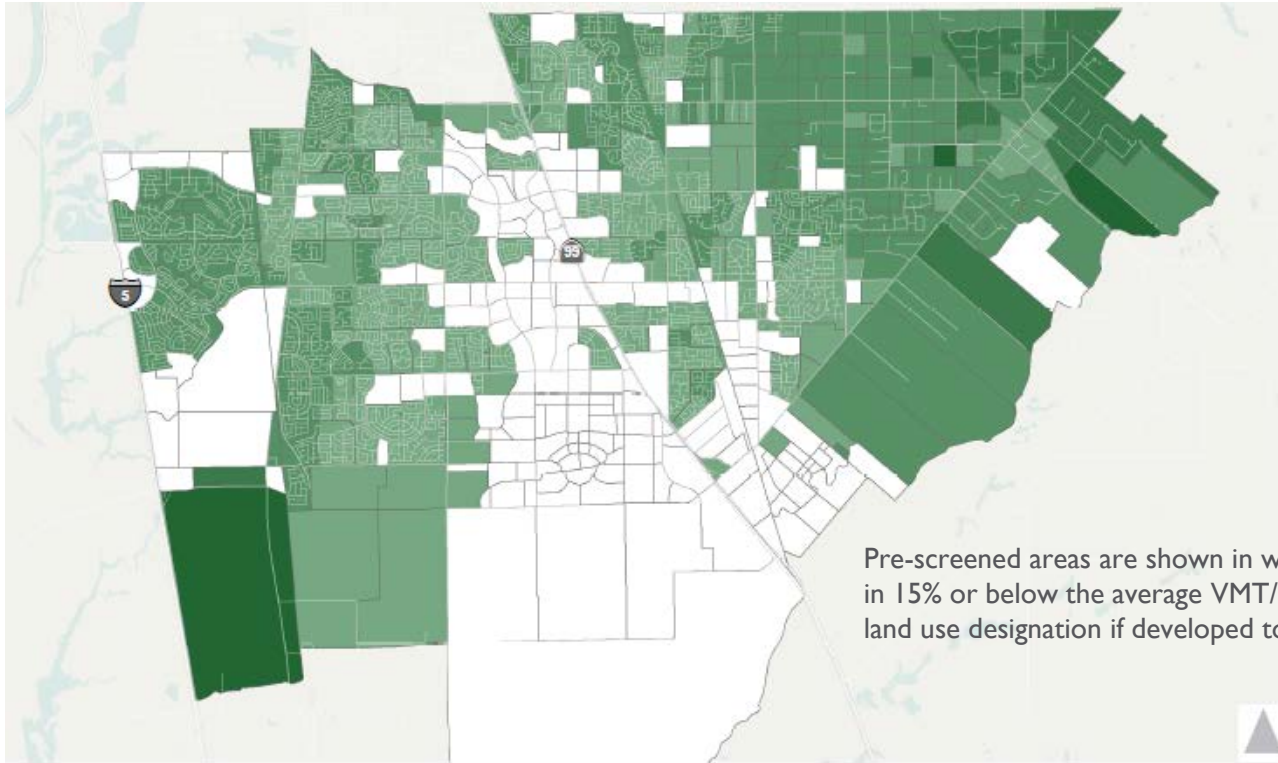 99
5
Pre-screened areas are shown in
in 15% or below the average VMT/
land use designation if developed